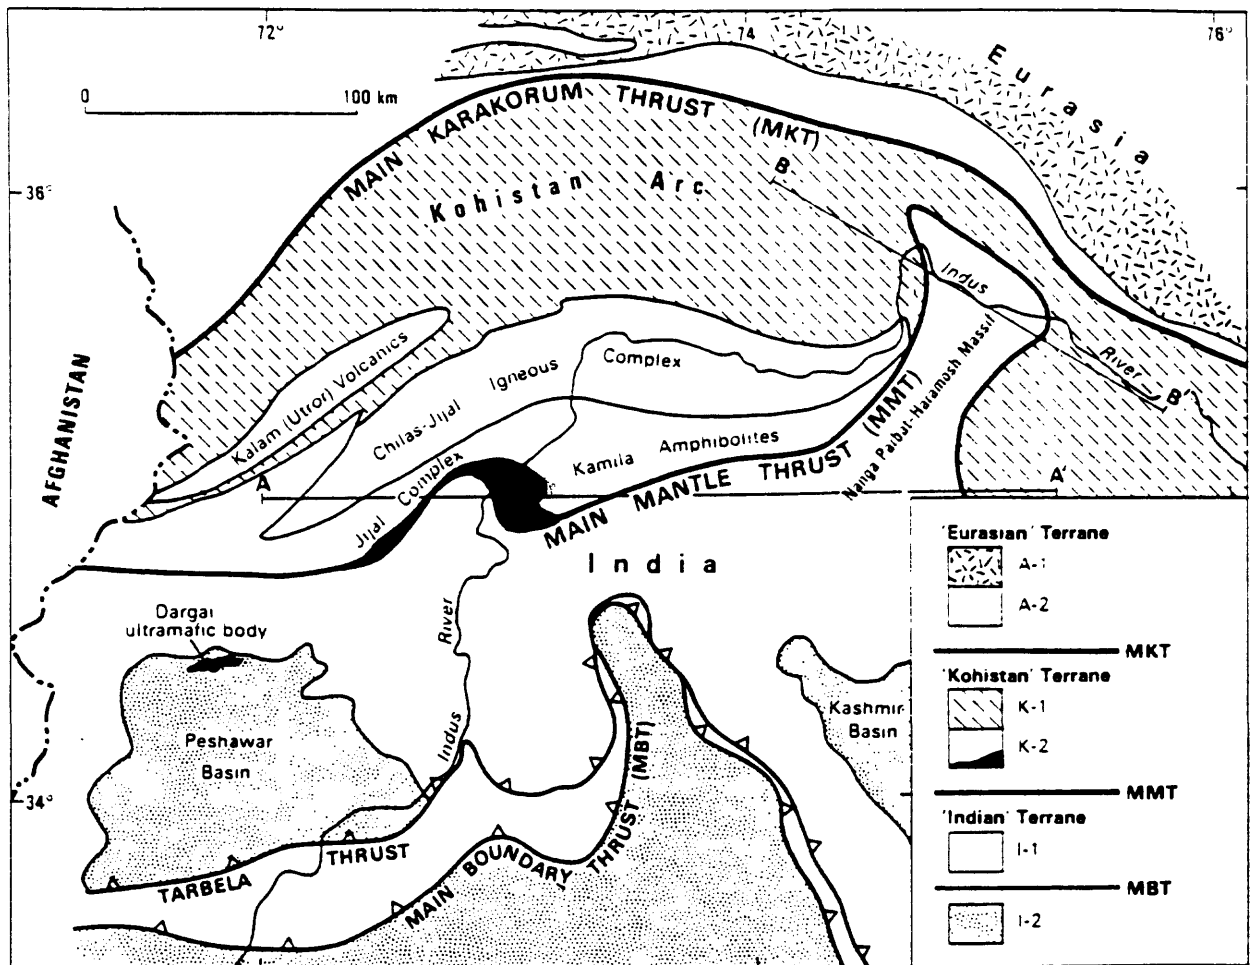 72°
74
76°
0
100 km
Eurasia
MAIN KARAKORUM THRUST (MKT)
36°
B
Kohistan Arc
Indus
River
B'
AFGHANISTAN
Kalam (Utror) Volcanics
Chilas-Jijal Igneous Complex
Nanga Parbat-Haramosh Massif
Kamila Amphibolites
Jijal Complex
A
A'
MAIN MANTLE THRUST (MMT)
India
Dargai
ultramafic body
River
Indus
Peshawar
Basin
Kashmir
Basin
34°
TARBELA THRUST
MAIN BOUNDARY THRUST (MBT)
'Eurasian' Terrane
A-1
A-2
MKT
'Kohistan' Terrane
K-1
K-2
MMT
'Indian' Terrane
I-1
MBT
I-2